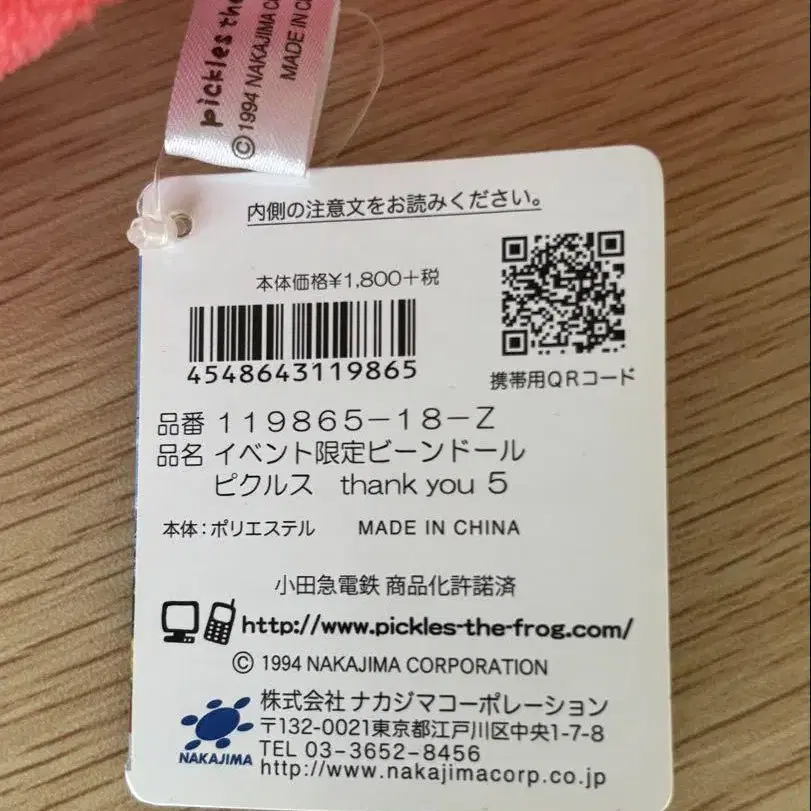 pickles the
©1994 NAKAJIMA
MADE IN
内側の注意文をお読みください。
本体価格¥1,800+税
4548643119865
携帯用QRコード
品番 119865-18-Z
品名 イベント限定ビーンドール
ピクルス thank you 5
本体:ポリエステル MADE IN CHINA
小田急電鉄 商品化許諾済
http://www.pickles-the-frog.com/
© 1994 NAKAJIMA CORPORATION
株式会社 ナカジマコーポレーション
〒132-0021東京都江戸川区中央1-7-8
TEL 03-3652-8456
NAKAJIMA
http://www.nakajimacorp.co.jp